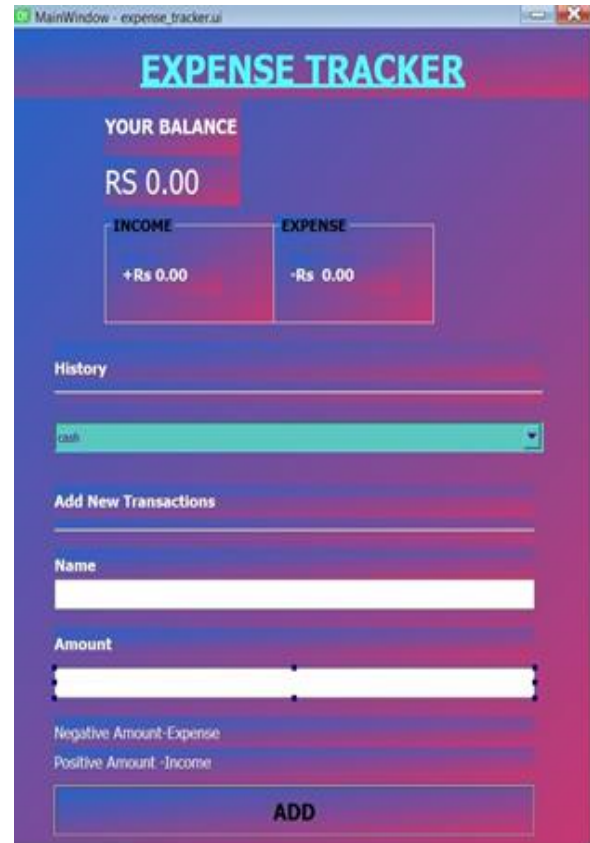 MainWindow - expense_tracker.ui
EXPENSE TRACKER
YOUR BALANCE
RS 0.00
INCOME EXPENSE
+Rs 0.00 -Rs 0.00
History
cash
Add New Transactions
Name
Amount
Negative Amount-Expense
Positive Amount -Income
ADD